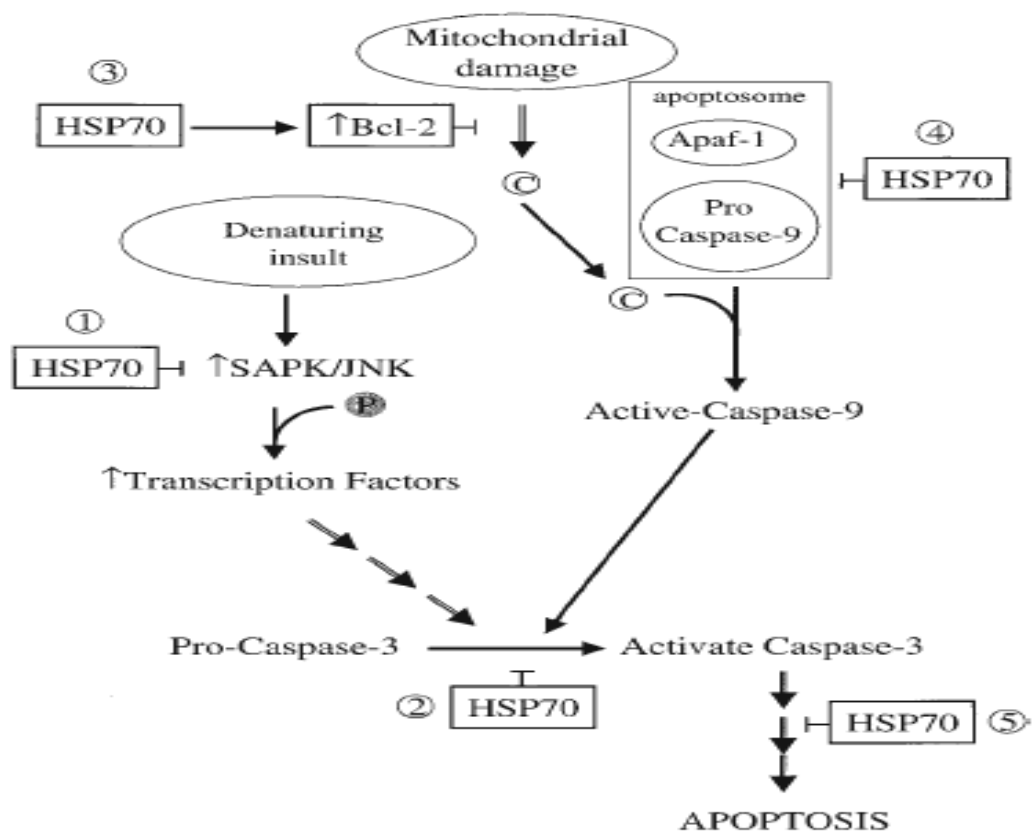 Mitochondrial
damage
③
HSP70
↑Bcl-2
apoptosome
Apaf-1
④
HSP70
Pro
Caspase-9
C
Denaturing
insult
C
①
HSP70
↑SAPK/JNK
P
Active-Caspase-9
↑Transcription Factors
Pro-Caspase-3
Activate Caspase-3
②
HSP70
HSP70
⑤
APOPTOSIS